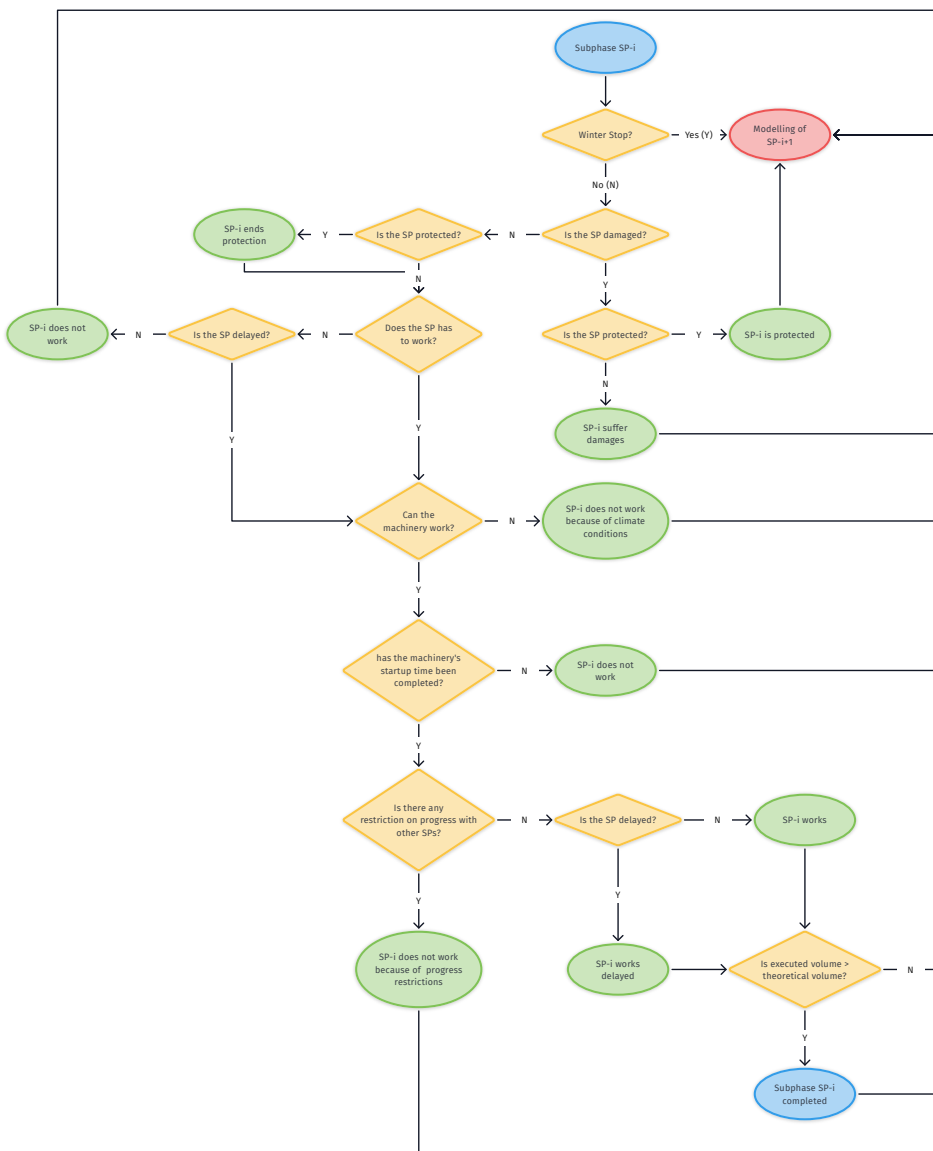 Subphase SP-i
Winter Stop?
Yes (Y)
Modelling of
SP-i+1
No (N)
SP-i ends
protection
Y
Is the SP protected?
N
Is the SP damaged?
N
Y
SP-i does not
work
N
Is the SP delayed?
N
Does the SP has
to work?
Is the SP protected?
Y
SP-i is protected
N
Y
Y
SP-i suffer
damages
Can the
machinery work?
N
SP-i does not work
because of climate
conditions
Y
has the machinery's
startup time been
completed?
N
SP-i does not
work
Y
Is there any
restriction on progress with
other SPs?
N
Is the SP delayed?
N
SP-i works
Y
Y
SP-i does not work
because of progress
restrictions
SP-i works
delayed
Is executed volume >
theoretical volume?
N
Y
Subphase SP-i
completed